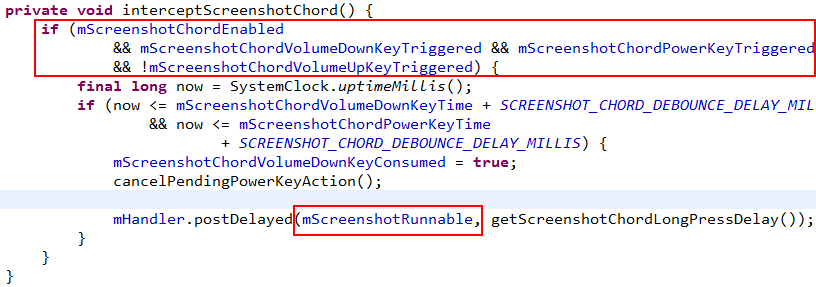 private void interceptScreenshotChord() {
    if (mScreenshotChordEnabled
            && mScreenshotChordVolumeDownKeyTriggered && mScreenshotChordPowerKeyTriggered
            && !mScreenshotChordVolumeUpKeyTriggered) {
        final long now = SystemClock.uptimeMillis();
        if (now <= mScreenshotChordVolumeDownKeyTime + SCREENSHOT_CHORD_DEBOUNCE_DELAY_MIL
                && now <= mScreenshotChordPowerKeyTime
                        + SCREENSHOT_CHORD_DEBOUNCE_DELAY_MILLIS) {
            mScreenshotChordVolumeDownKeyConsumed = true;
            cancelPendingPowerKeyAction();
            mHandler.postDelayed(mScreenshotRunnable, getScreenshotChordLongPressDelay());
        }
    }
}